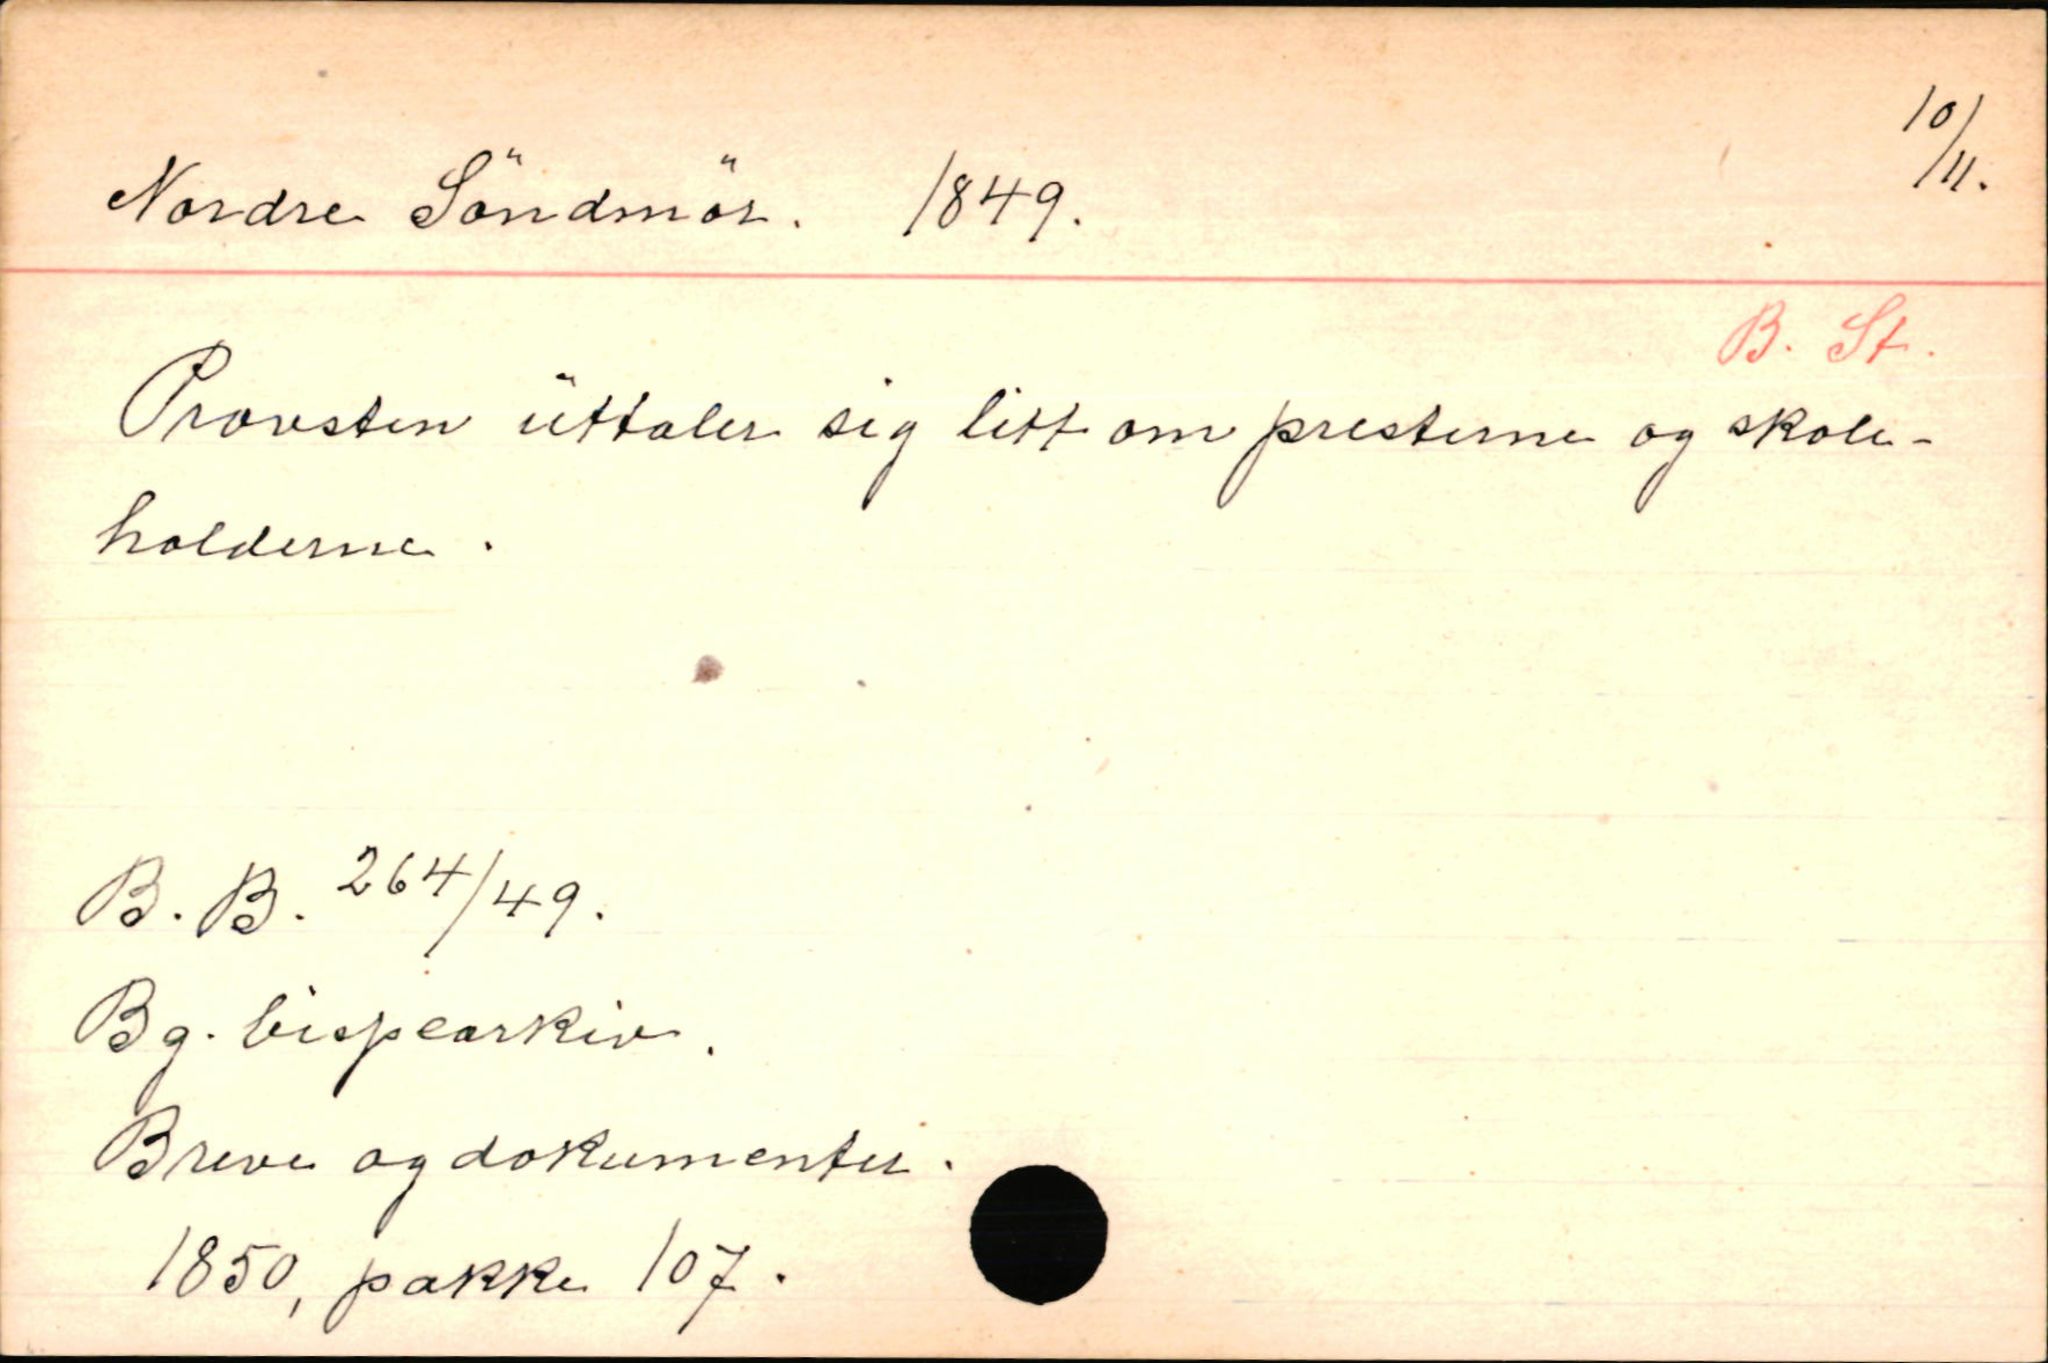 10/11.
Nordre Söndmör. 1849.
B. St.
Provsten üttaler sig litt om presterne og skole-
holderne.
B. B. 264/49.
Bg. bispearkiv.
Breve og dokumenter.
1850, pakke 107.